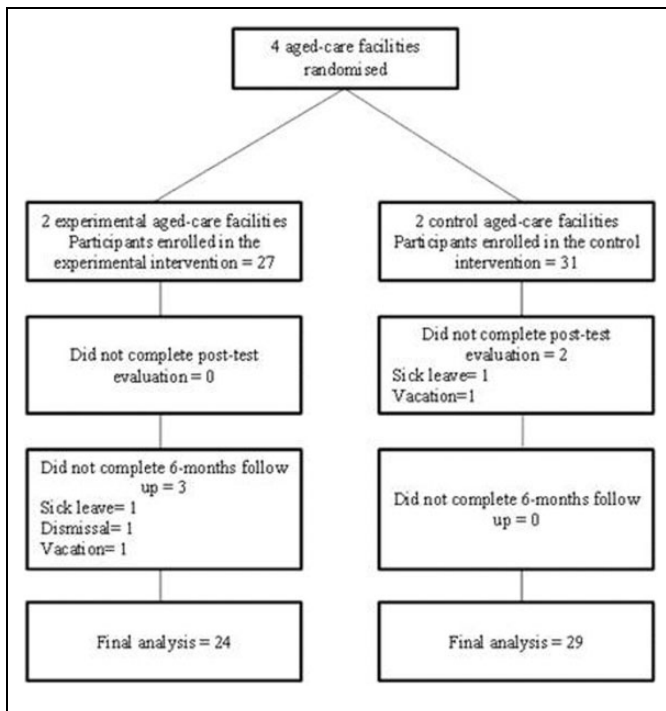 4 aged-care facilities
randomised
2 experimental aged-care facilities
Participants enrolled in the
experimental intervention = 27
2 control aged-care facilities
Participants enrolled in the control
intervention = 31
Did not complete post-test
evaluation = 0
Did not complete post-test
evaluation = 2
Sick leave= 1
Vacation=1
Did not complete 6-months follow
up = 3
Sick leave= 1
Dismissal= 1
Vacation= 1
Did not complete 6-months follow
up = 0
Final analysis = 24
Final analysis = 29